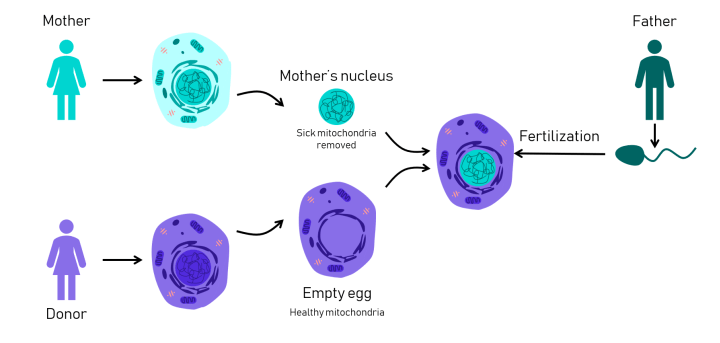 Mother
Father
Mother's nucleus
Sick mitochondria
removed
Fertilization
Empty egg
Healthy mitochondria
Donor